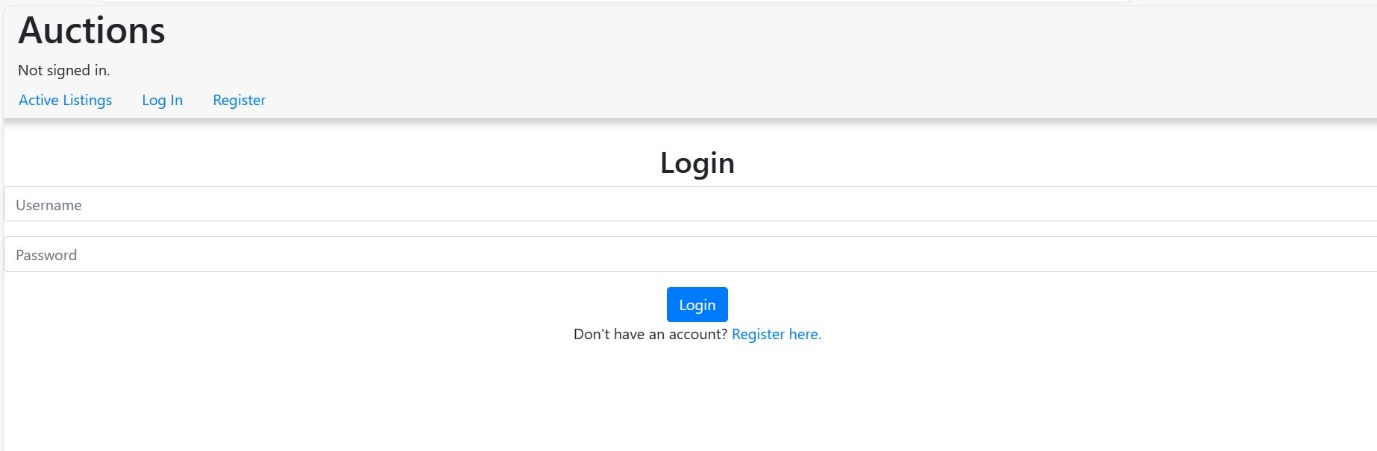 Auctions
Not signed in.
Active Listings Log In Register
Login
Username
Password
Login
Don't have an account? Register here.